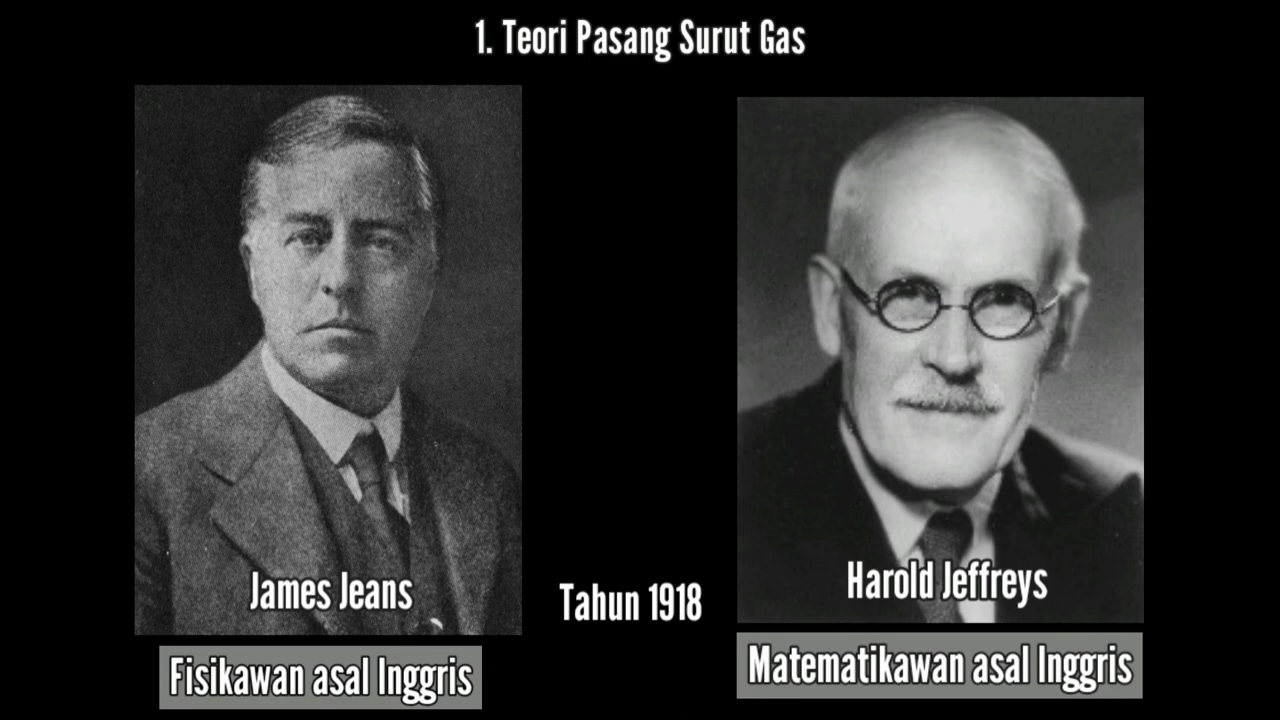 1. Teori Pasang Surut Gas
James Jeans
Fisikawan asal Inggris
Tahun 1918
Harold Jeffreys
Matematikawan asal Inggris